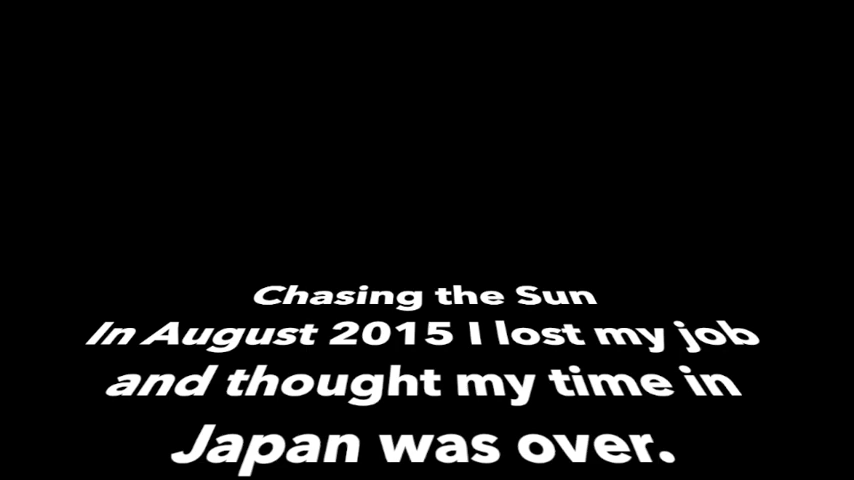 Chasing the Sun
In August 2015 I lost my job
and thought my time in
Japan was over.